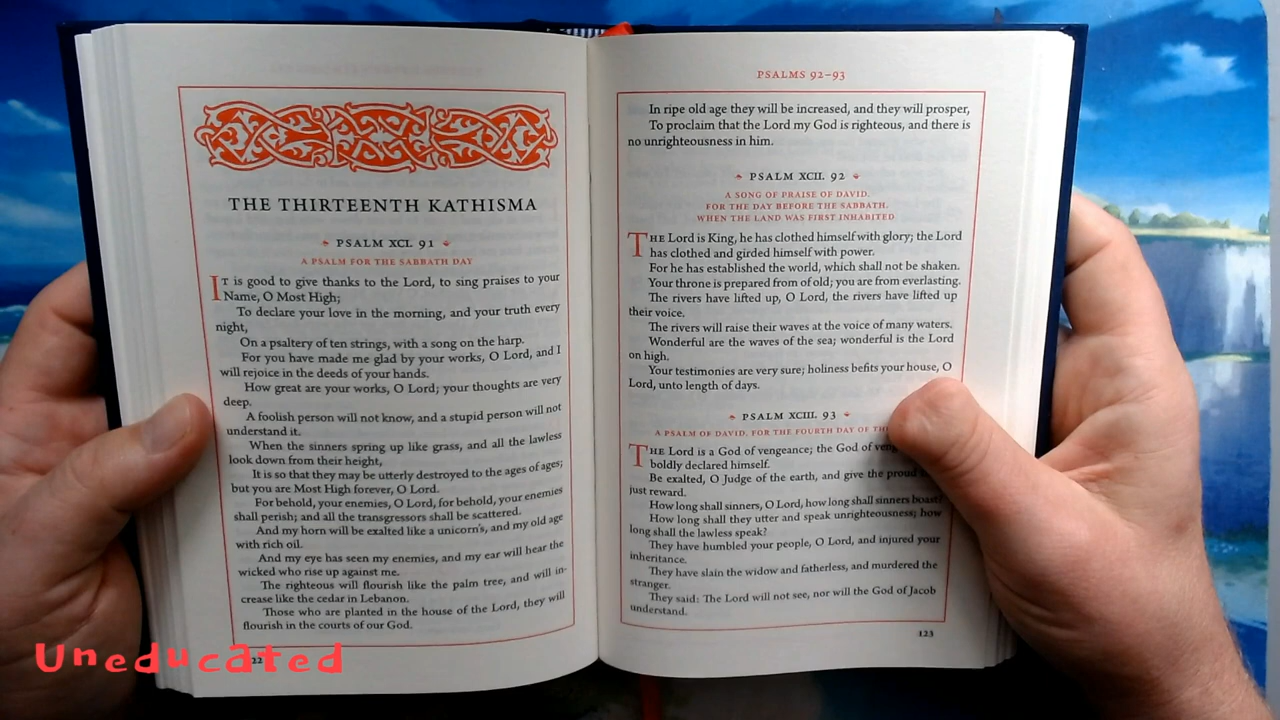 THE THIRTEENTH KATHISMA
PSALM XCI. 91
A PSALM FOR THE SABBATH DAY
IT is good to give thanks to the Lord, to sing praises to your
Name, O Most High;
To declare your love in the morning, and your truth every
night,
On a psaltery of ten strings, with a song on the harp.
For you have made me glad by your works, O Lord, and I
will rejoice in the deeds of your hands.
How great are your works, O Lord; your thoughts are very
deep.
A foolish person will not know, and a stupid person will not
understand it.
When the sinners spring up like grass, and all the lawless
look down from their height,
It is so that they may be utterly destroyed to the ages of ages;
but you are Most High forever, O Lord.
For behold, your enemies, O Lord, for behold, your enemies
shall perish; and all the transgressors shall be scattered.
And my horn will be exalted like a unicorn's, and my old age
with rich oil.
And my eye has seen my enemies, and my ear will hear the
wicked who rise up against me.
The righteous will flourish like the palm tree, and will in-
crease like the cedar in Lebanon.
Those who are planted in the house of the Lord, they will
flourish in the courts of our God.
22
Uneducated
PSALMS 92–93
In ripe old age they will be increased, and they will prosper,
To proclaim that the Lord my God is righteous, and there is
no unrighteousness in him.
PSALM XCII. 92
A SONG OF PRAISE OF DAVID.
FOR THE DAY BEFORE THE SABBATH,
WHEN THE LAND WAS FIRST INHABITED
THE Lord is King, he has clothed himself with glory; the Lord
has clothed and girded himself with power.
For he has established the world, which shall not be shaken.
Your throne is prepared from of old; you are from everlasting.
The rivers have lifted up, O Lord, the rivers have lifted up
their voice.
The rivers will raise their waves at the voice of many waters.
Wonderful are the waves of the sea; wonderful is the Lord
on high.
Your testimonies are very sure; holiness befits your house, O
Lord, unto length of days.
PSALM XCIII. 93
A PSALM OF DAVID. FOR THE FOURTH DAY OF
THE Lord is a God of vengeance; the God of
boldly declared himself.
Be exalted, O Judge of the earth, and give the proud
just reward.
How long shall sinners, O Lord, how long shall sinners boast?
How long shall they utter and speak unrighteousness; how
long shall the lawless speak?
They have humbled your people, O Lord, and injured your
inheritance.
They have slain the widow and fatherless, and murdered the
stranger.
They said: The Lord will not see, nor will the God of Jacob
understand.
123